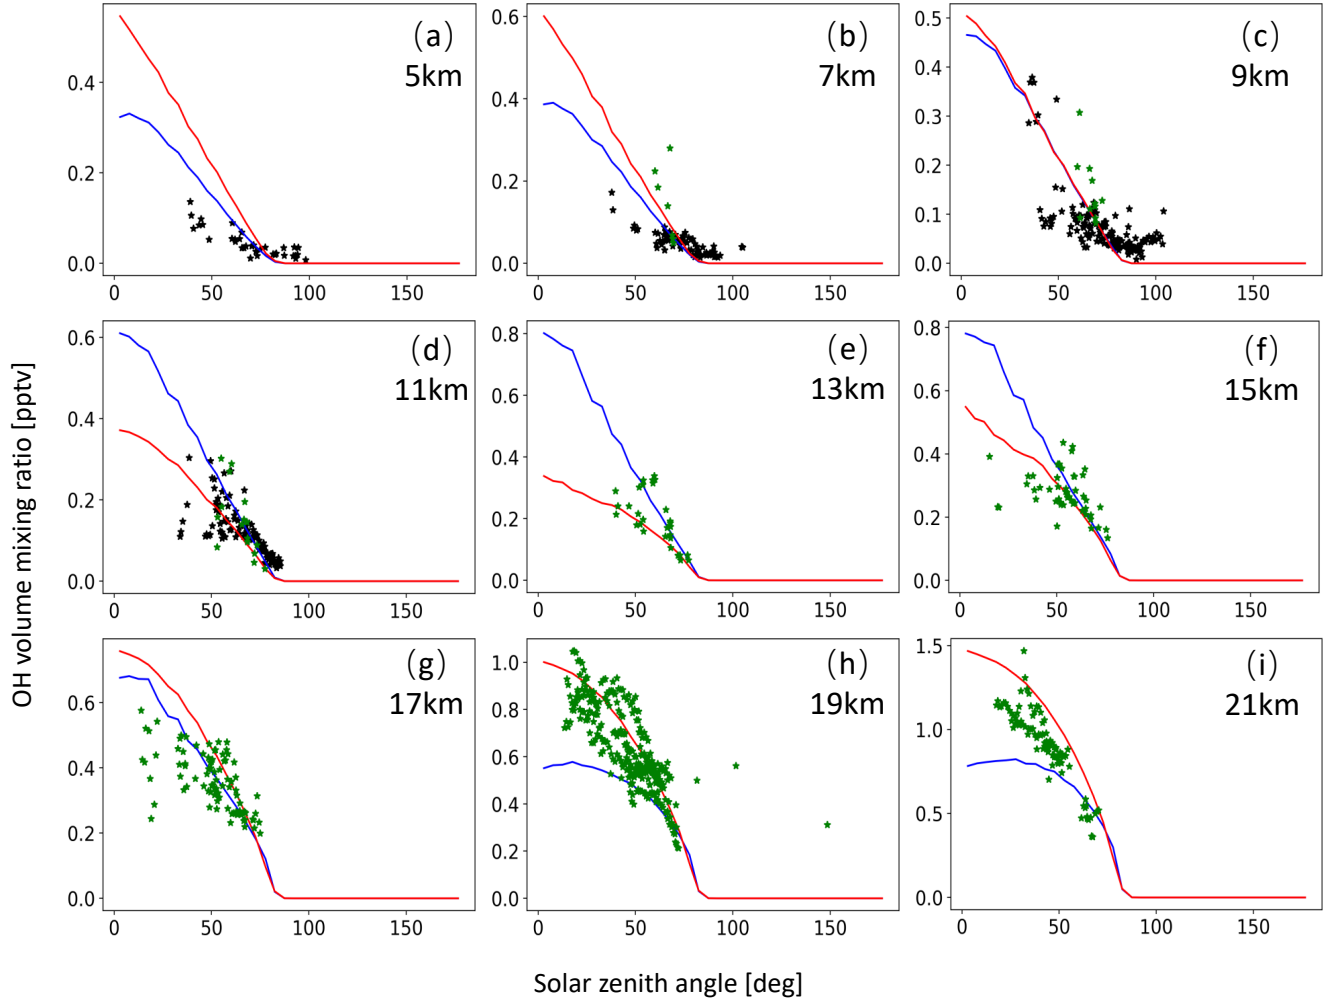 (a)
5km
0.4
0.2
0.0
0 50 100 150
(b)
7km
0.6
0.4
0.2
0.0
0 50 100 150
(c)
9km
0.5
0.4
0.3
0.2
0.1
0.0
0 50 100 150
(d)
11km
0.6
0.4
0.2
0.0
0 50 100 150
(e)
13km
0.8
0.6
0.4
0.2
0.0
0 50 100 150
(f)
15km
0.8
0.6
0.4
0.2
0.0
0 50 100 150
(g)
17km
0.6
0.4
0.2
0.0
0 50 100 150
(h)
19km
1.0
0.8
0.6
0.4
0.2
0.0
0 50 100 150
(i)
21km
1.5
1.0
0.5
0.0
0 50 100 150
OH volume mixing ratio [pptv]
Solar zenith angle [deg]